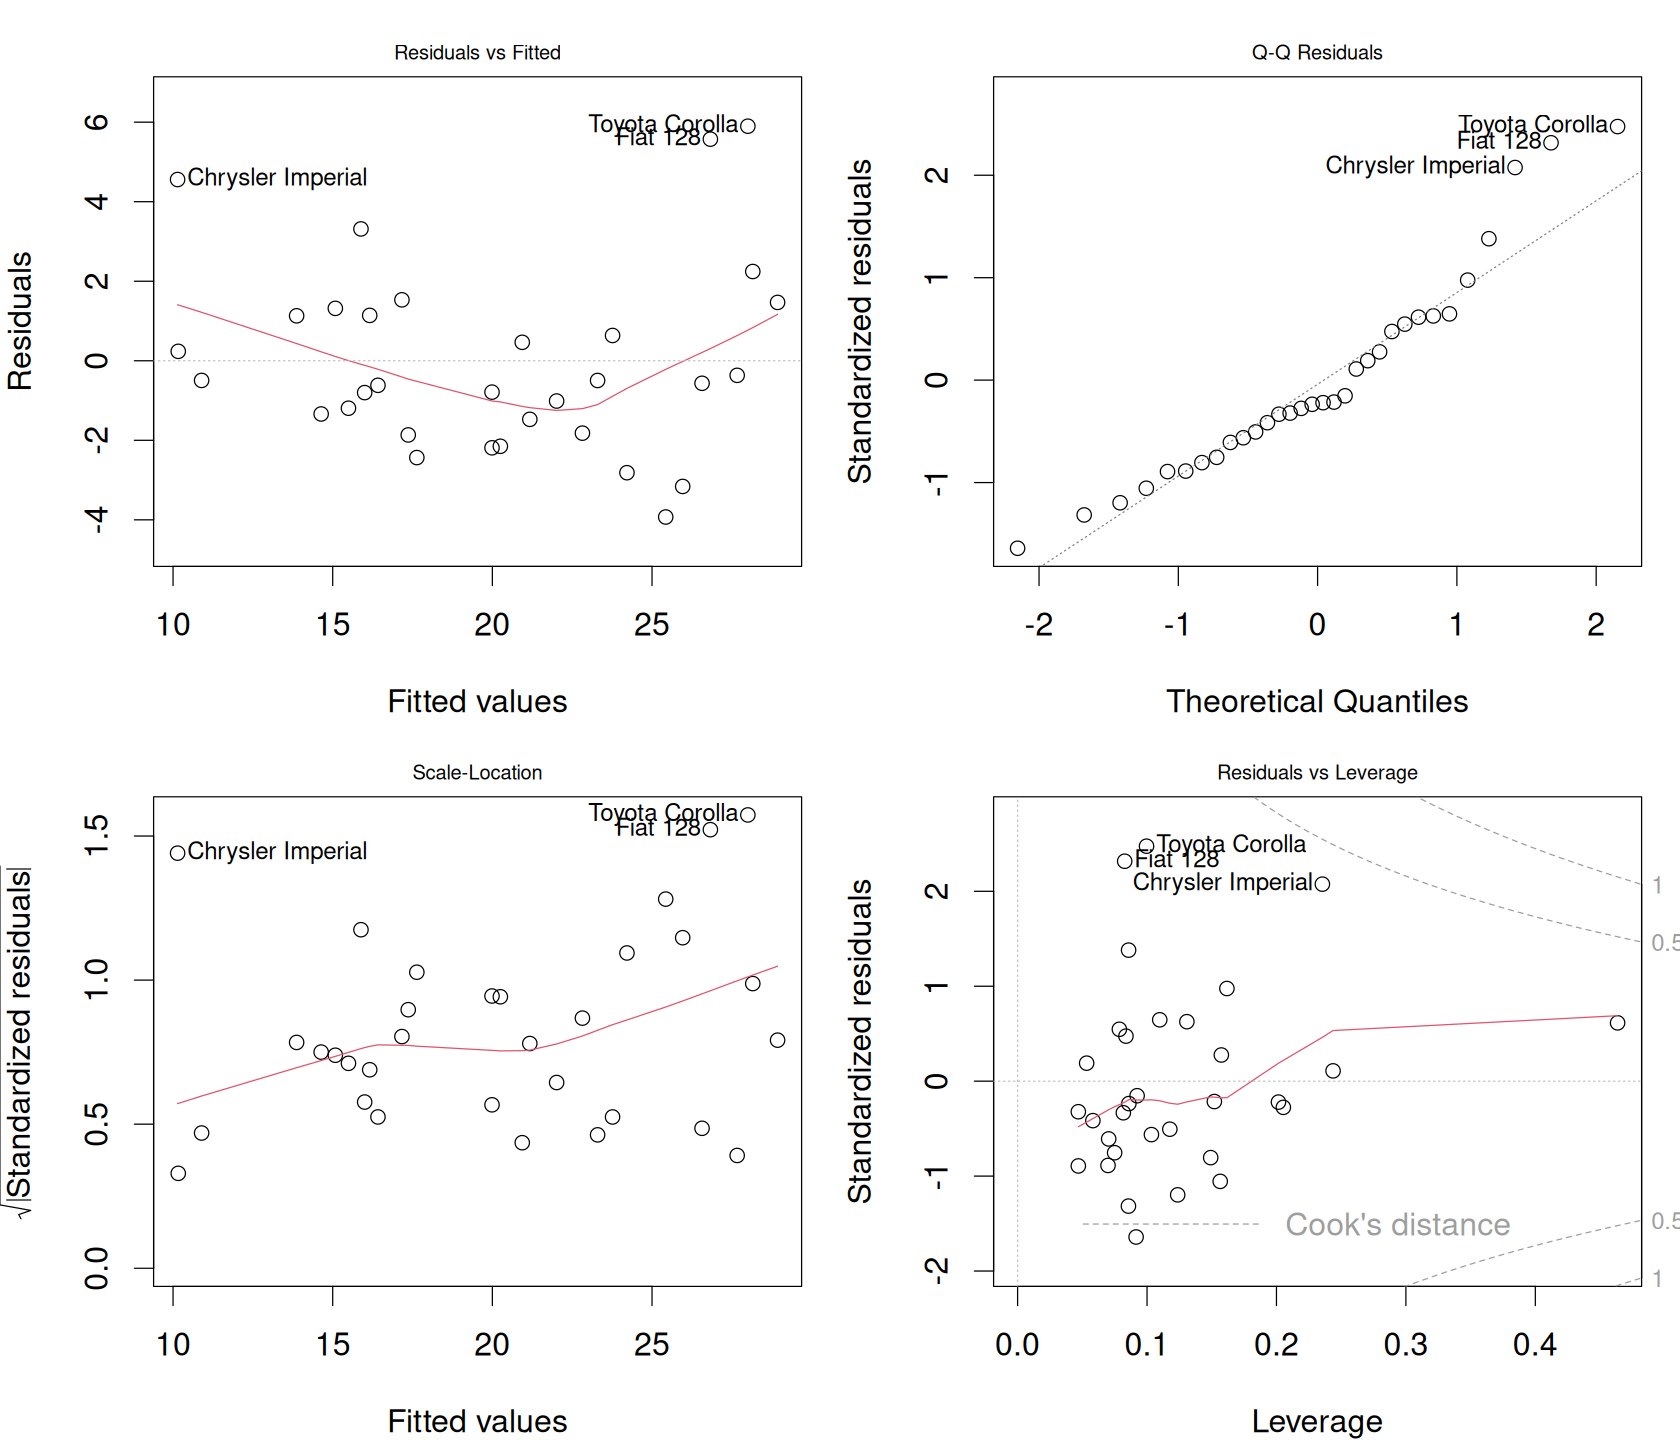 Residuals vs Fitted
Residuals
6
4
2
0
-2
-4
Toyota Corolla
Fiat 128
Chrysler Imperial
10 15 20 25
Fitted values
Q-Q Residuals
Standardized residuals
2
1
0
-1
Toyota Corolla
Fiat 128
Chrysler Imperial
-2 -1 0 1 2
Theoretical Quantiles
Scale-Location
√|Standardized residuals|
1.5
1.0
0.5
0.0
Toyota Corolla
Fiat 128
Chrysler Imperial
10 15 20 25
Fitted values
Residuals vs Leverage
Standardized residuals
2
1
0
-1
-2
Toyota Corolla
Fiat 128
Chrysler Imperial
1
0.5
Cook's distance
0.5
1
0.0 0.1 0.2 0.3 0.4
Leverage